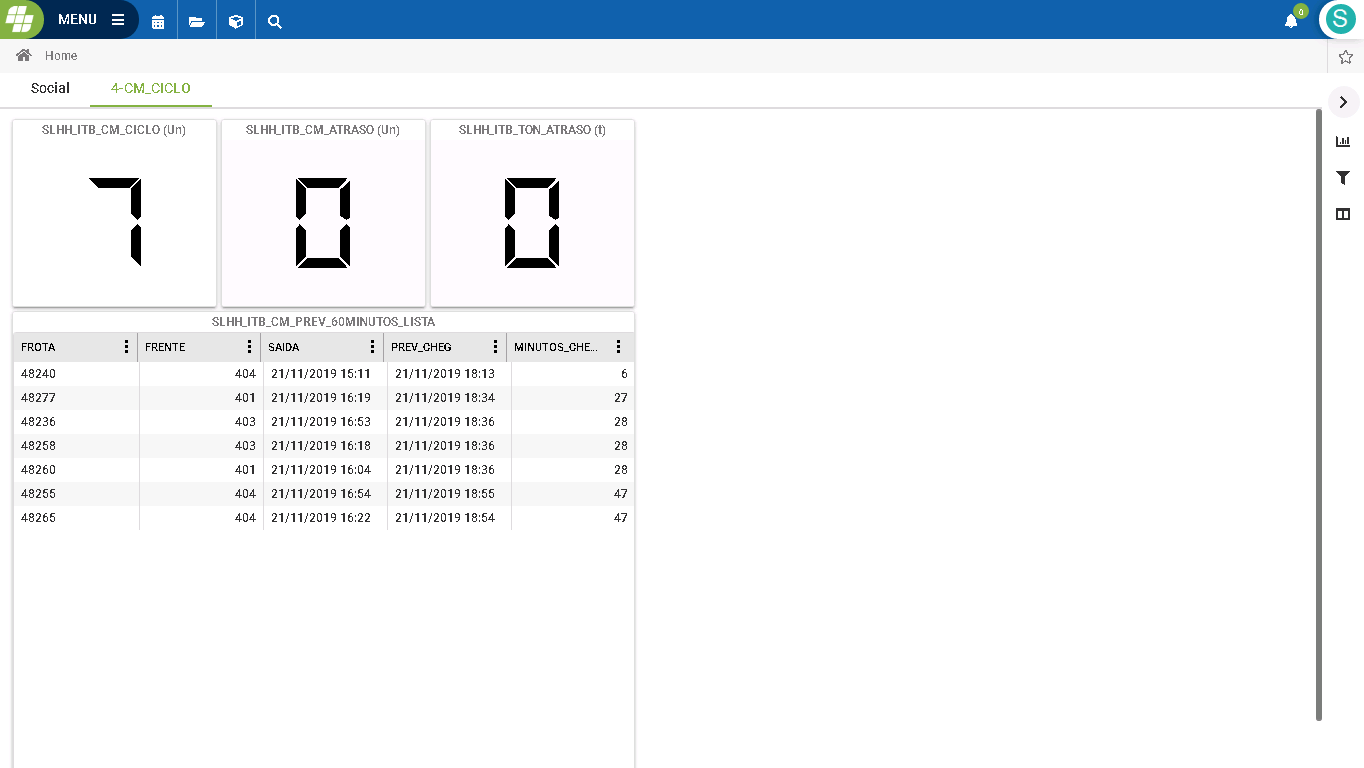 MENU
0
S
Home
Social 4-CM_CICLO
SLHH_ITB_CM_CICLO (Un) SLHH_ITB_CM_ATRASO (Un) SLHH_ITB_TON_ATRASO (t)
7 0 0
SLHH_ITB_CM_PREV_60MINUTOS_LISTA
FROTA FRENTE SAIDA PREV_CHEG MINUTOS_CHE...
48240 404 21/11/2019 15:11 21/11/2019 18:13 6
48277 401 21/11/2019 16:19 21/11/2019 18:34 27
48236 403 21/11/2019 16:53 21/11/2019 18:36 28
48258 403 21/11/2019 16:18 21/11/2019 18:36 28
48260 401 21/11/2019 16:04 21/11/2019 18:36 28
48255 404 21/11/2019 16:54 21/11/2019 18:55 47
48265 404 21/11/2019 16:22 21/11/2019 18:54 47